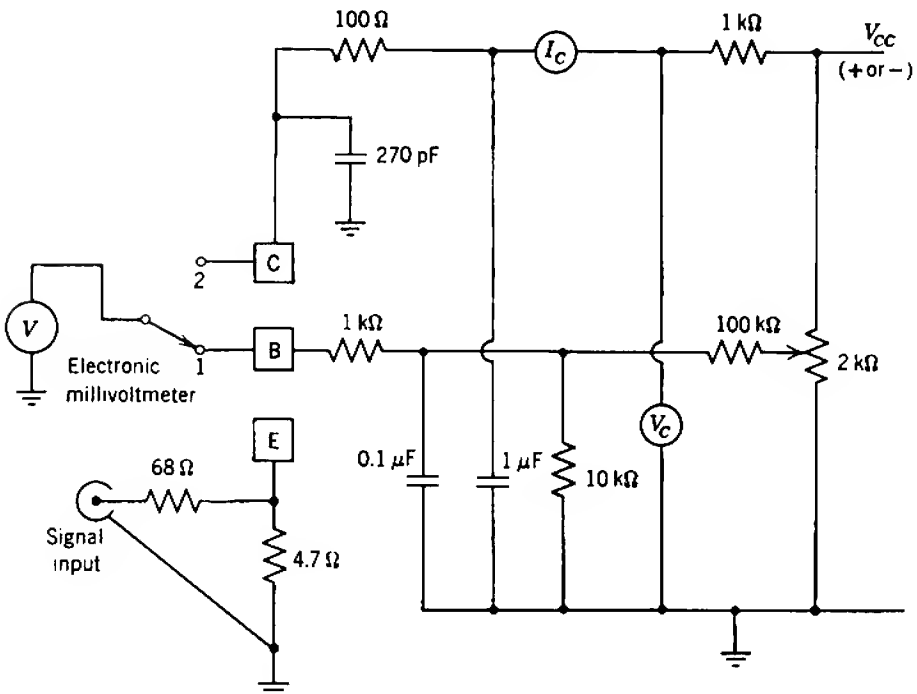 100 Ω
1 kΩ
V_CC
(+ or −)
I_C
270 pF
C
2
1 kΩ
100 kΩ
V
B
1
2 kΩ
Electronic
millivoltmeter
E
V_C
68 Ω
0.1 μF
1 μF
10 kΩ
Signal
input
4.7 Ω